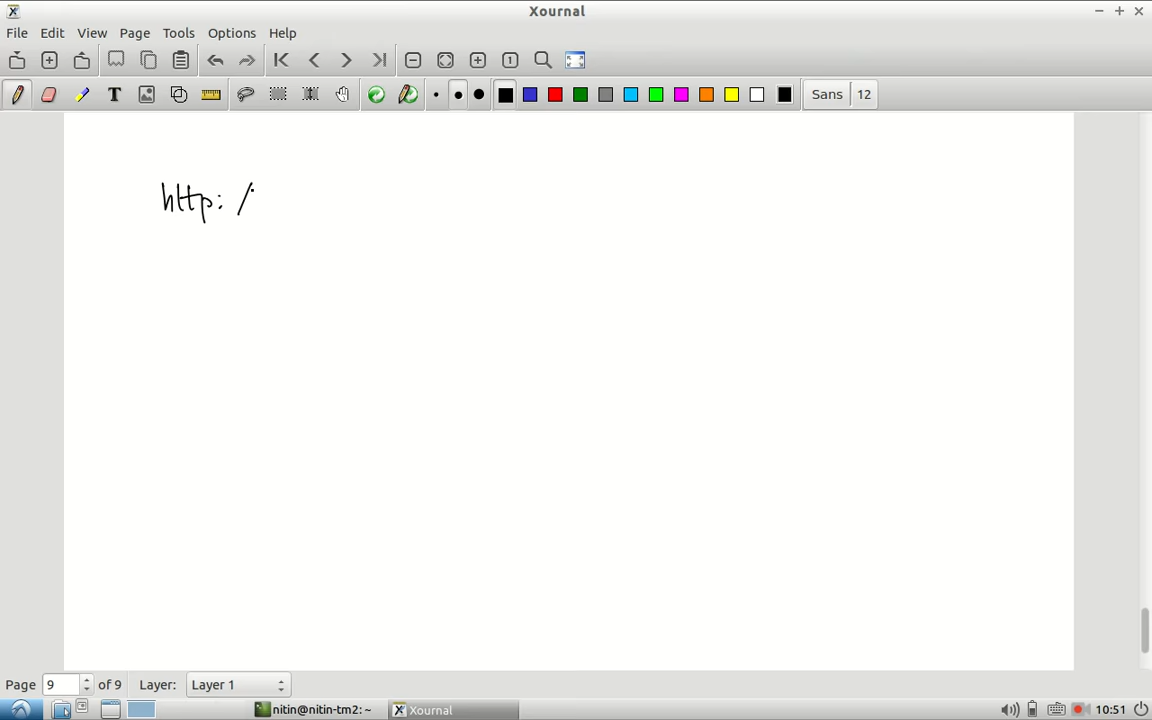 Xournal
File Edit View Page Tools Options Help
Sans 12
http: /
Page 9 of 9 Layer: Layer 1
nitin@nitin-tm2: ~ Xournal 10:51